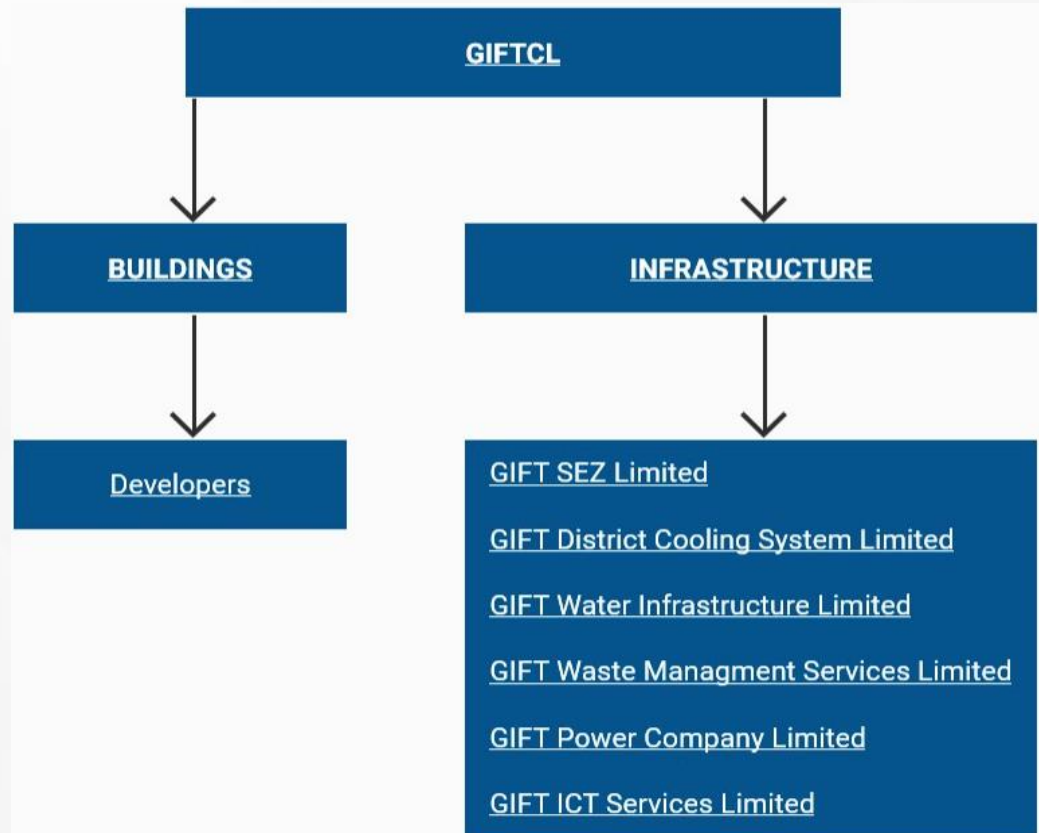 GIFTCL
BUILDINGS
INFRASTRUCTURE
Developers
GIFT SEZ Limited
GIFT District Cooling System Limited
GIFT Water Infrastructure Limited
GIFT Waste Managment Services Limited
GIFT Power Company Limited
GIFT ICT Services Limited